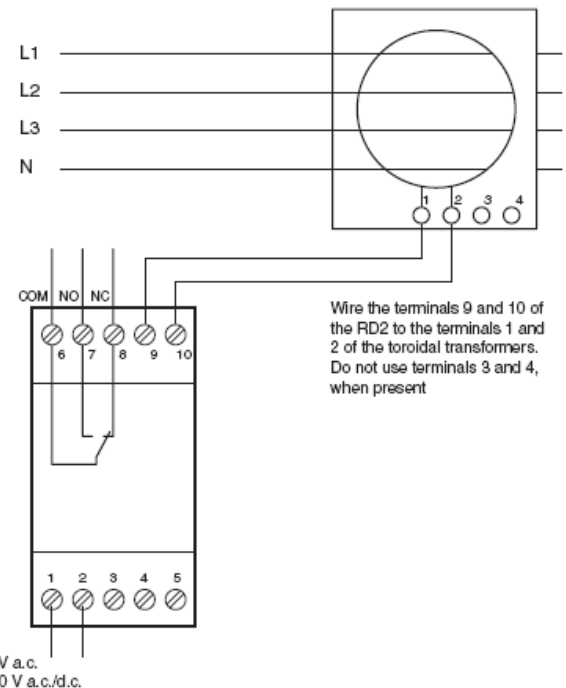 L1
L2
L3
N
1 2 3 4
COM NO NC
6 7 8 9 10
Wire the terminals 9 and 10 of
the RD2 to the terminals 1 and
2 of the toroidal transformers.
Do not use terminals 3 and 4,
when present
1 2 3 4 5
V a.c.
0 V a.c./d.c.